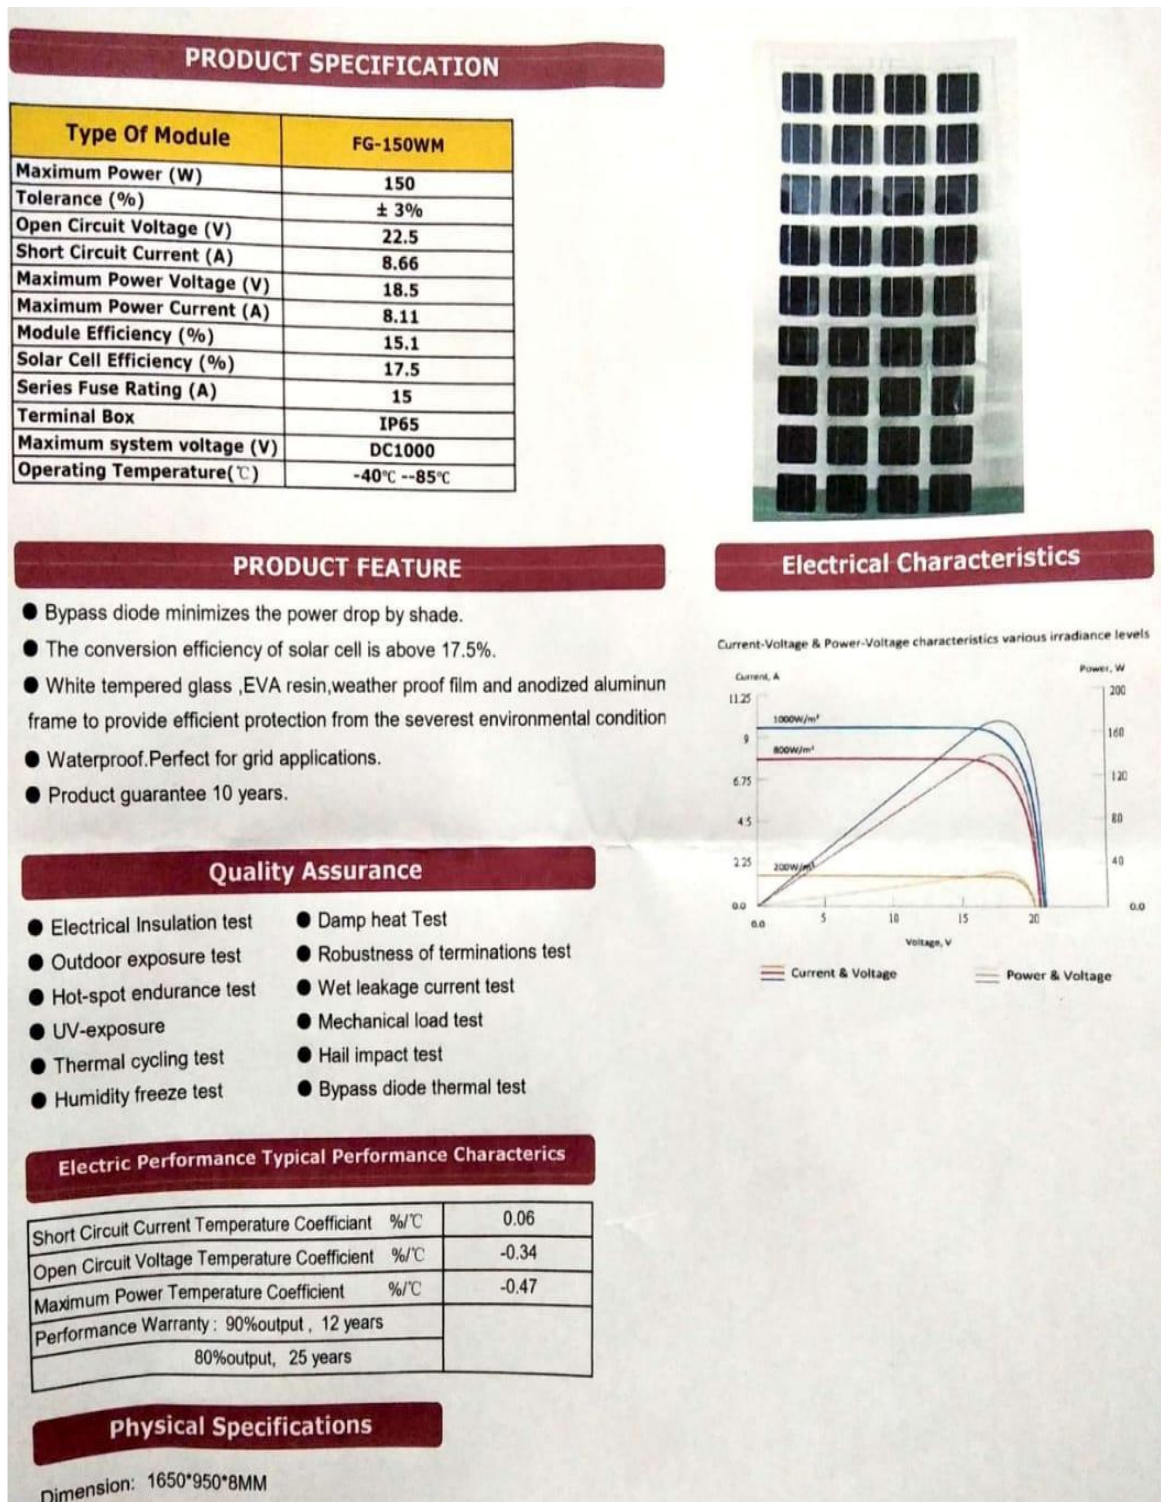 PRODUCT SPECIFICATION
Type Of Module FG-150WM
Maximum Power (W) 150
Tolerance (%) ± 3%
Open Circuit Voltage (V) 22.5
Short Circuit Current (A) 8.66
Maximum Power Voltage (V) 18.5
Maximum Power Current (A) 8.11
Module Efficiency (%) 15.1
Solar Cell Efficiency (%) 17.5
Series Fuse Rating (A) 15
Terminal Box IP65
Maximum system voltage (V) DC1000
Operating Temperature(℃) -40℃ --85℃
PRODUCT FEATURE
● Bypass diode minimizes the power drop by shade.
● The conversion efficiency of solar cell is above 17.5%.
● White tempered glass ,EVA resin,weather proof film and anodized aluminun
frame to provide efficient protection from the severest environmental condition
● Waterproof.Perfect for grid applications.
● Product guarantee 10 years.
Electrical Characteristics
Current-Voltage & Power-Voltage characteristics various irradiance levels
Current, A Power, W
11.25 200
1000W/m²
9 160
800W/m²
6.75 120
4.5 80
2.25 200W/m² 40
0.0 0.0
0.0 5 10 15 20
Voltage, V
Current & Voltage Power & Voltage
Quality Assurance
● Electrical Insulation test
● Outdoor exposure test
● Hot-spot endurance test
● UV-exposure
● Thermal cycling test
● Humidity freeze test
● Damp heat Test
● Robustness of terminations test
● Wet leakage current test
● Mechanical load test
● Hail impact test
● Bypass diode thermal test
Electric Performance Typical Performance Characterics
Short Circuit Current Temperature Coefficiant %/℃ 0.06
Open Circuit Voltage Temperature Coefficient %/℃ -0.34
Maximum Power Temperature Coefficient %/℃ -0.47
Performance Warranty : 90%output , 12 years
80%output, 25 years
Physical Specifications
Dimension: 1650*950*8MM